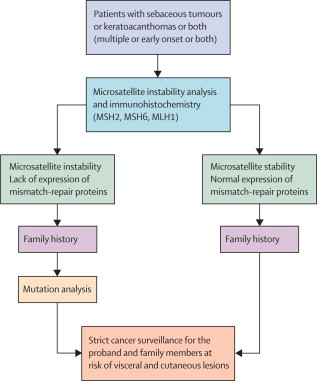 Patients with sebaceous tumours
or keratoacanthomas or both
(multiple or early onset or both)
Microsatellite instability analysis
and immunohistochemistry
(MSH2, MSH6, MLH1)
Microsatellite instability
Lack of expression of
mismatch-repair proteins
Microsatellite stability
Normal expression of
mismatch-repair proteins
Family history
Family history
Mutation analysis
Strict cancer surveillance for the
proband and family members at
risk of visceral and cutaneous lesions